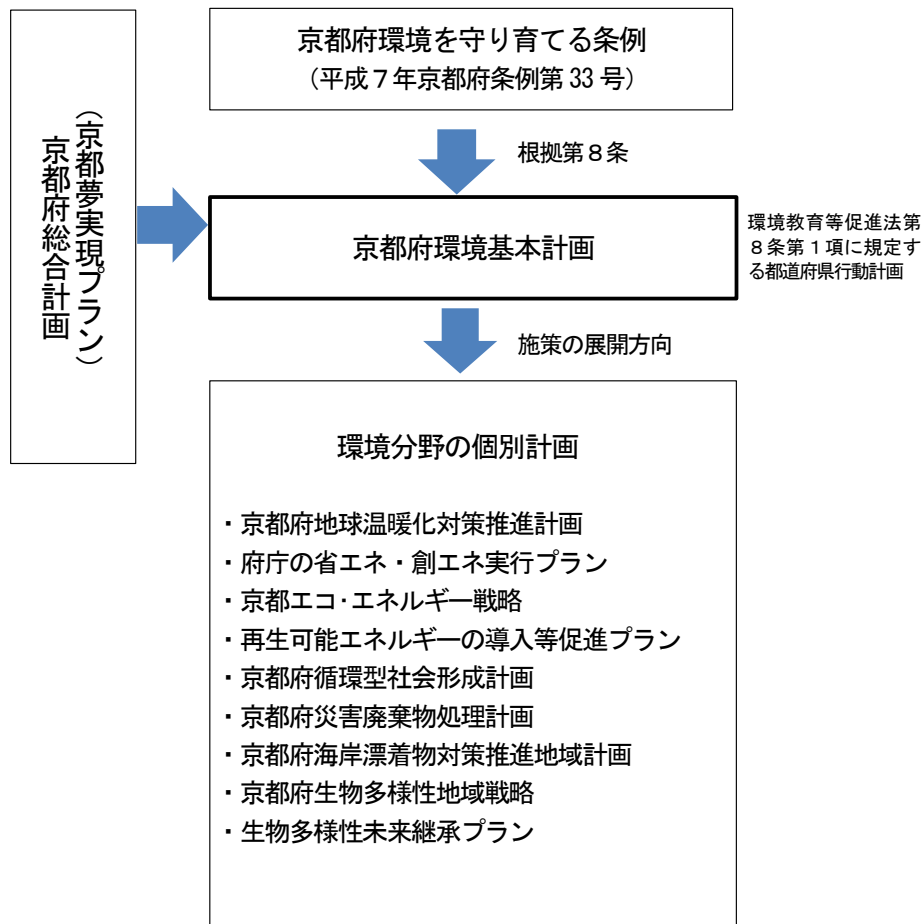 京都府環境を守り育てる条例
（平成７年京都府条例第 33 号）
根拠第８条
京都府総合計画
（京都夢実現プラン）
京都府環境基本計画
環境教育等促進法第
８条第１項に規定す
る都道府県行動計画
施策の展開方向
環境分野の個別計画
・京都府地球温暖化対策推進計画
・府庁の省エネ・創エネ実行プラン
・京都エコ・エネルギー戦略
・再生可能エネルギーの導入等促進プラン
・京都府循環型社会形成計画
・京都府災害廃棄物処理計画
・京都府海岸漂着物対策推進地域計画
・京都府生物多様性地域戦略
・生物多様性未来継承プラン